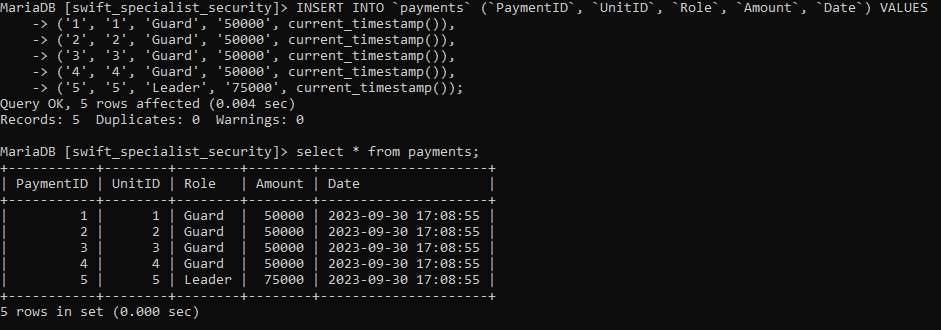 MariaDB [swift_specialist_security]> INSERT INTO `payments` (`PaymentID`, `UnitID`, `Role`, `Amount`, `Date`) VALUES
    -> ('1', '1', 'Guard', '50000', current_timestamp()),
    -> ('2', '2', 'Guard', '50000', current_timestamp()),
    -> ('3', '3', 'Guard', '50000', current_timestamp()),
    -> ('4', '4', 'Guard', '50000', current_timestamp()),
    -> ('5', '5', 'Leader', '75000', current_timestamp());
Query OK, 5 rows affected (0.004 sec)
Records: 5  Duplicates: 0  Warnings: 0

MariaDB [swift_specialist_security]> select * from payments;
+-----------+--------+--------+--------+---------------------+
| PaymentID | UnitID | Role   | Amount | Date                |
+-----------+--------+--------+--------+---------------------+
|         1 |      1 | Guard  |  50000 | 2023-09-30 17:08:55 |
|         2 |      2 | Guard  |  50000 | 2023-09-30 17:08:55 |
|         3 |      3 | Guard  |  50000 | 2023-09-30 17:08:55 |
|         4 |      4 | Guard  |  50000 | 2023-09-30 17:08:55 |
|         5 |      5 | Leader |  75000 | 2023-09-30 17:08:55 |
+-----------+--------+--------+--------+---------------------+
5 rows in set (0.000 sec)